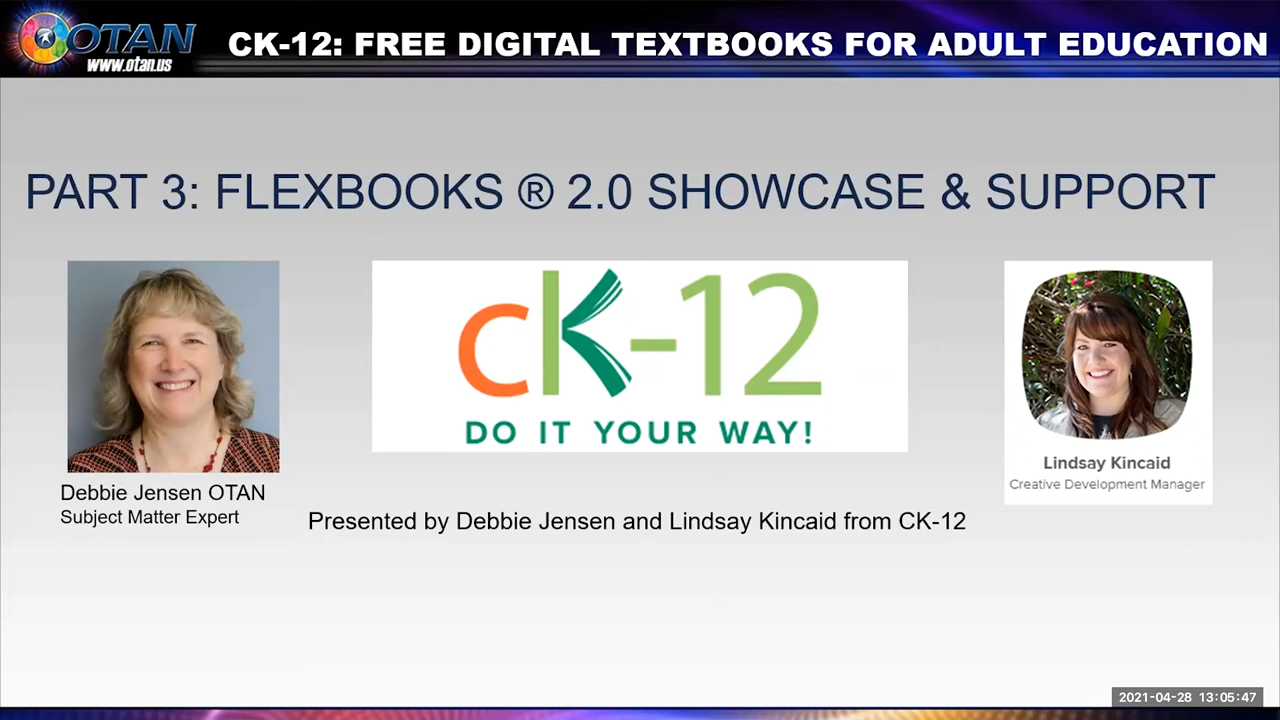 OTAN
www.otan.us
CK-12: FREE DIGITAL TEXTBOOKS FOR ADULT EDUCATION
PART 3: FLEXBOOKS ® 2.0 SHOWCASE & SUPPORT
cK-12
DO IT YOUR WAY!
Lindsay Kincaid
Creative Development Manager
Debbie Jensen OTAN
Subject Matter Expert
Presented by Debbie Jensen and Lindsay Kincaid from CK-12
2021-04-28 13:05:47